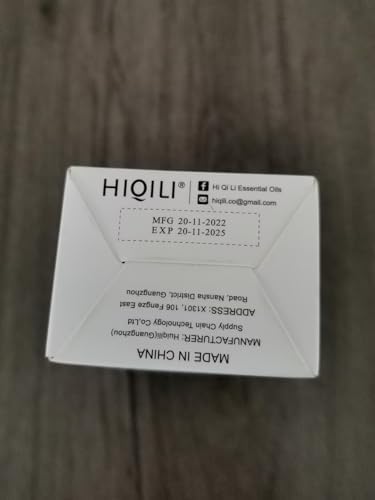 HIQILI®
Hi Qi Li Essential Oils
hiqili.co@gmail.com
MFG 20-11-2022
EXP 20-11-2025
MADE IN CHINA
MANUFACTURER: Huiqili(Guangzhou)
Supply Chain Technology Co,Ltd
ADDRESS: X1301, 106 Fengze East
Road, Nansha District, Guangzhou